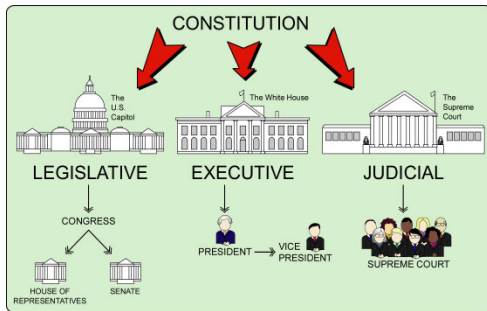 CONSTITUTION
The
U.S.
Capitol
The White House
The
Supreme
Court
LEGISLATIVE
EXECUTIVE
JUDICIAL
CONGRESS
PRESIDENT
VICE
PRESIDENT
SUPREME COURT
HOUSE OF
REPRESENTATIVES
SENATE